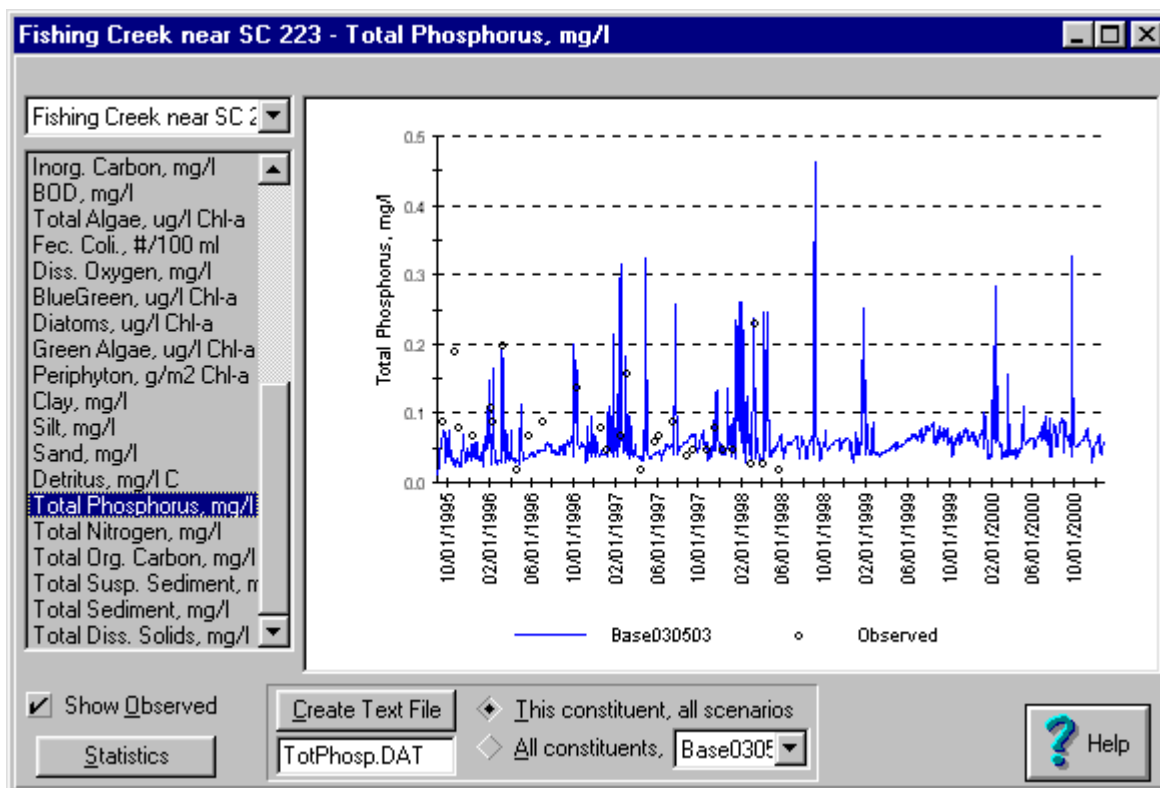 Fishing Creek near SC 223 - Total Phosphorus, mg/l
Fishing Creek near SC 2
Inorg. Carbon, mg/l
BOD, mg/l
Total Algae, ug/l Chl-a
Fec. Coli., #/100 ml
Diss. Oxygen, mg/l
BlueGreen, ug/l Chl-a
Diatoms, ug/l Chl-a
Green Algae, ug/l Chl-a
Periphyton, g/m2 Chl-a
Clay, mg/l
Silt, mg/l
Sand, mg/l
Detritus, mg/l C
Total Phosphorus, mg/l
Total Nitrogen, mg/l
Total Org. Carbon, mg/l
Total Susp. Sediment, m
Total Sediment, mg/l
Total Diss. Solids, mg/l
Total Phosphorus, mg/l
0.5
0.4
0.3
0.2
0.1
0.0
10/01/1995
02/01/1996
06/01/1996
10/01/1996
02/01/1997
06/01/1997
10/01/1997
02/01/1998
06/01/1998
10/01/1998
02/01/1999
06/01/1999
10/01/1999
02/01/2000
06/01/2000
10/01/2000
Base030503
Observed
Show Observed
Statistics
Create Text File
TotPhosp.DAT
This constituent, all scenarios
All constituents,
Base0305
Help